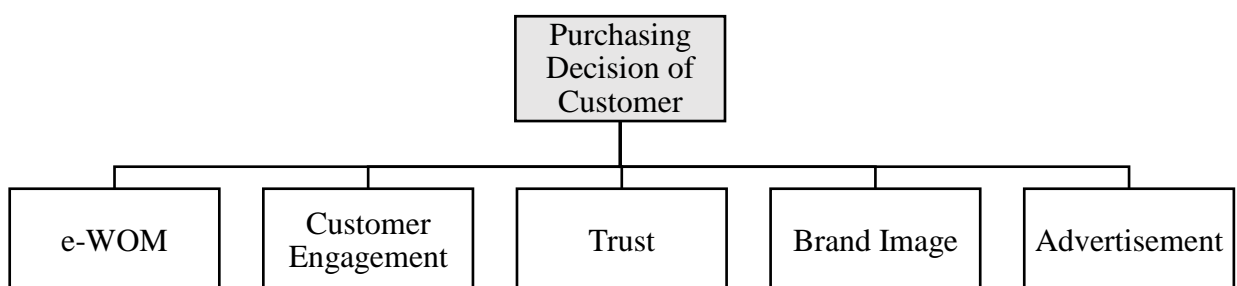 Purchasing
Decision of
Customer
e-WOM
Customer
Engagement
Trust
Brand Image
Advertisement